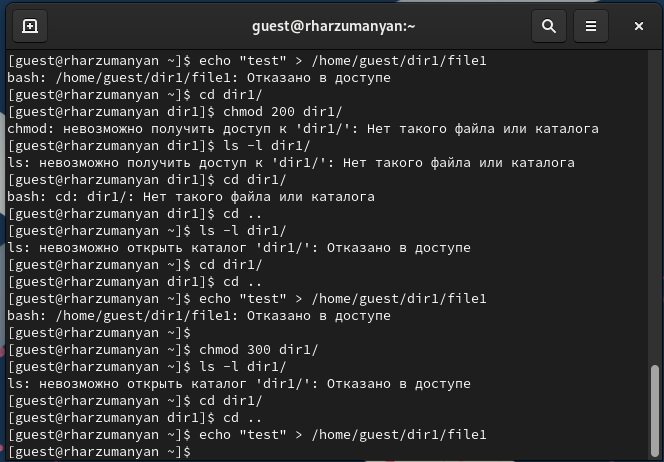 guest@rharzumanyan:~
[guest@rharzumanyan ~]$ echo "test" > /home/guest/dir1/file1
bash: /home/guest/dir1/file1: Отказано в доступе
[guest@rharzumanyan ~]$ cd dir1/
[guest@rharzumanyan dir1]$ chmod 200 dir1/
chmod: невозможно получить доступ к 'dir1/': Нет такого файла или каталога
[guest@rharzumanyan dir1]$ ls -l dir1/
ls: невозможно получить доступ к 'dir1/': Нет такого файла или каталога
[guest@rharzumanyan dir1]$ cd dir1/
bash: cd: dir1/: Нет такого файла или каталога
[guest@rharzumanyan dir1]$ cd ..
[guest@rharzumanyan ~]$ ls -l dir1/
ls: невозможно открыть каталог 'dir1/': Отказано в доступе
[guest@rharzumanyan ~]$ cd dir1/
[guest@rharzumanyan dir1]$ cd ..
[guest@rharzumanyan ~]$ echo "test" > /home/guest/dir1/file1
bash: /home/guest/dir1/file1: Отказано в доступе
[guest@rharzumanyan ~]$
[guest@rharzumanyan ~]$ chmod 300 dir1/
[guest@rharzumanyan ~]$ ls -l dir1/
ls: невозможно открыть каталог 'dir1/': Отказано в доступе
[guest@rharzumanyan ~]$ cd dir1/
[guest@rharzumanyan dir1]$ cd ..
[guest@rharzumanyan ~]$ echo "test" > /home/guest/dir1/file1
[guest@rharzumanyan ~]$